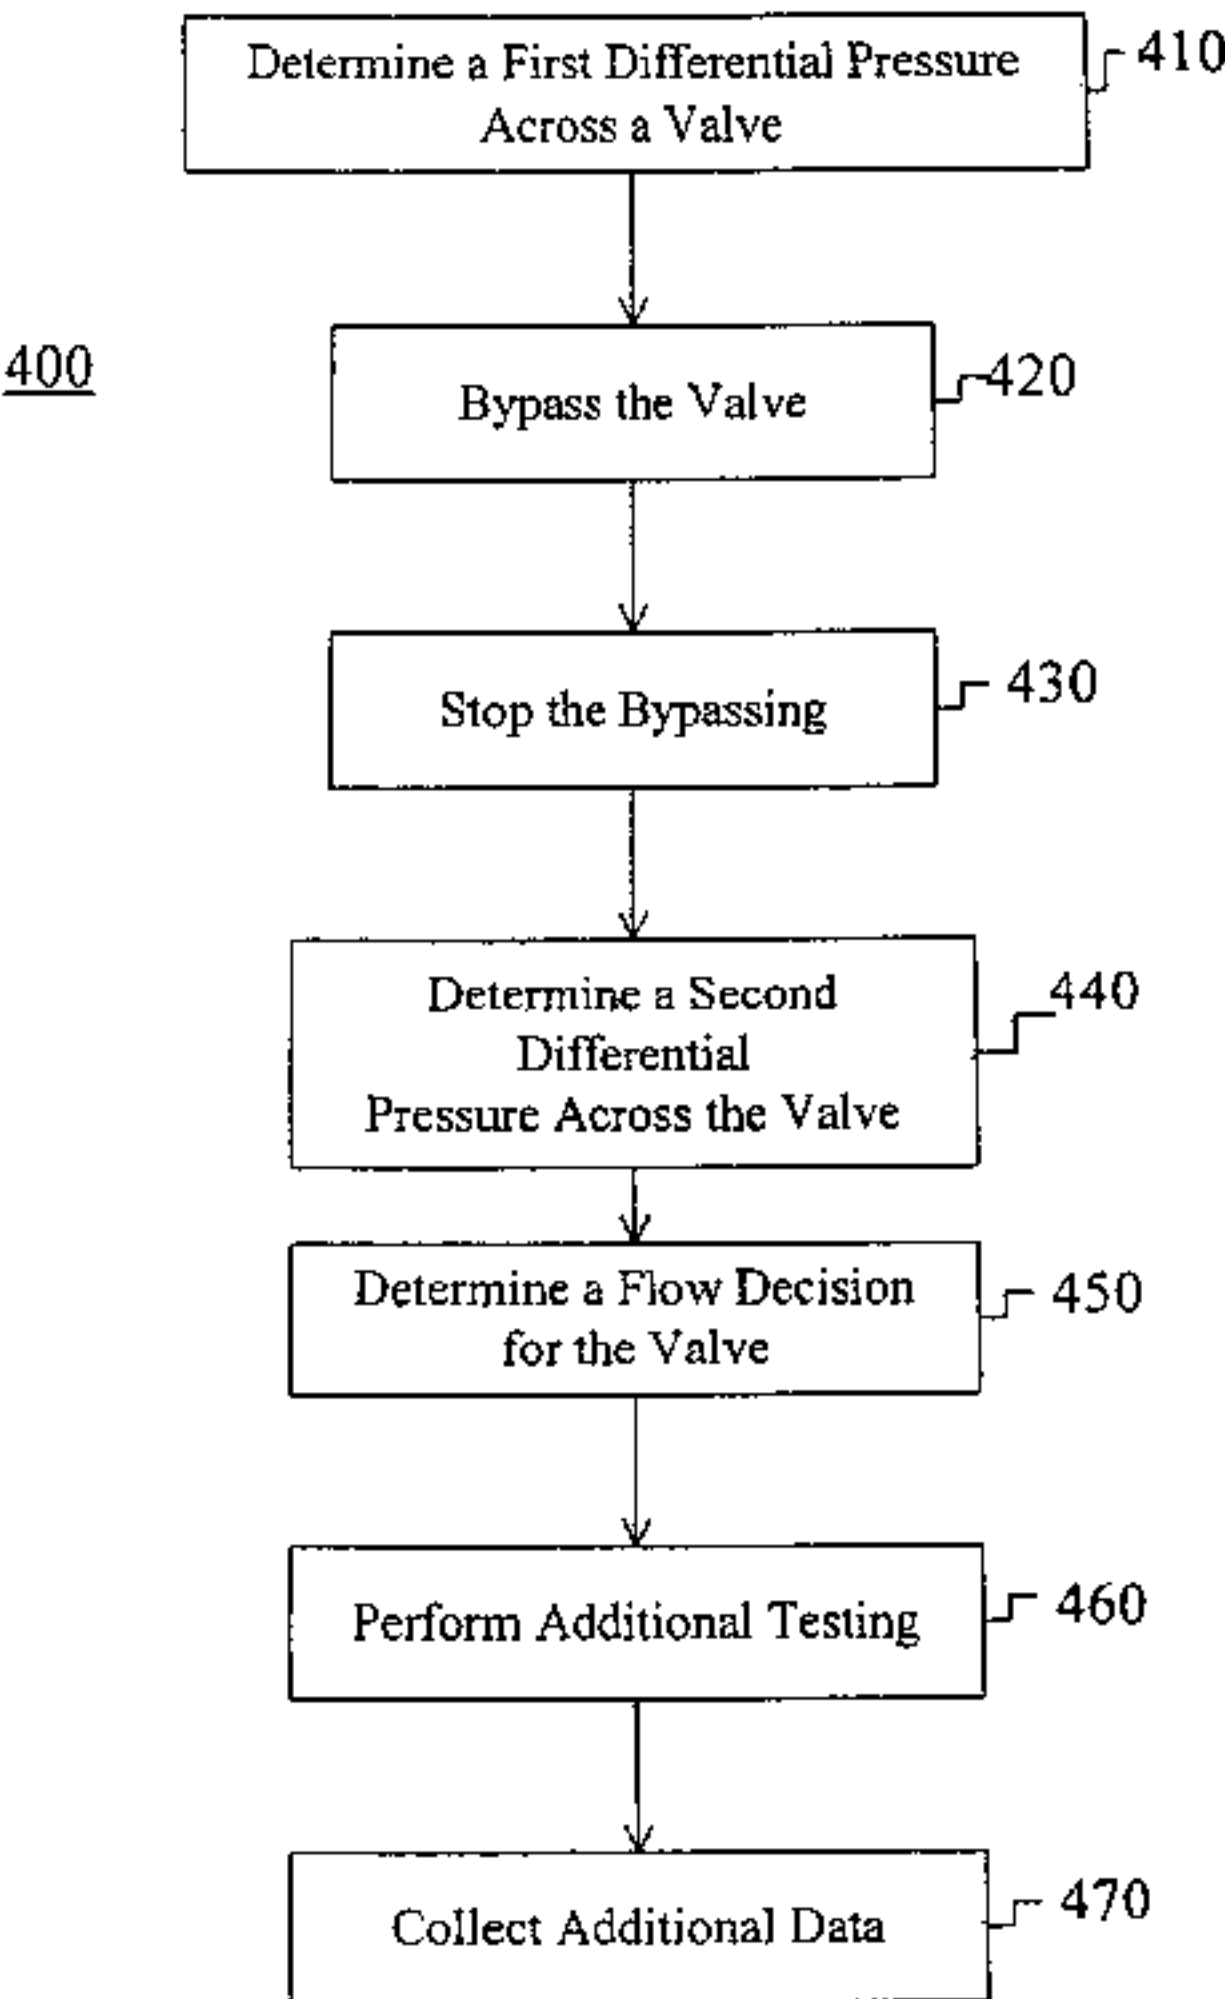 Determine a First Differential Pressure
Across a Valve
410
400
Bypass the Valve
420
Stop the Bypassing
430
Determine a Second
Differential
Pressure Across the Valve
440
Determine a Flow Decision
for the Valve
450
Perform Additional Testing
460
Collect Additional Data
470